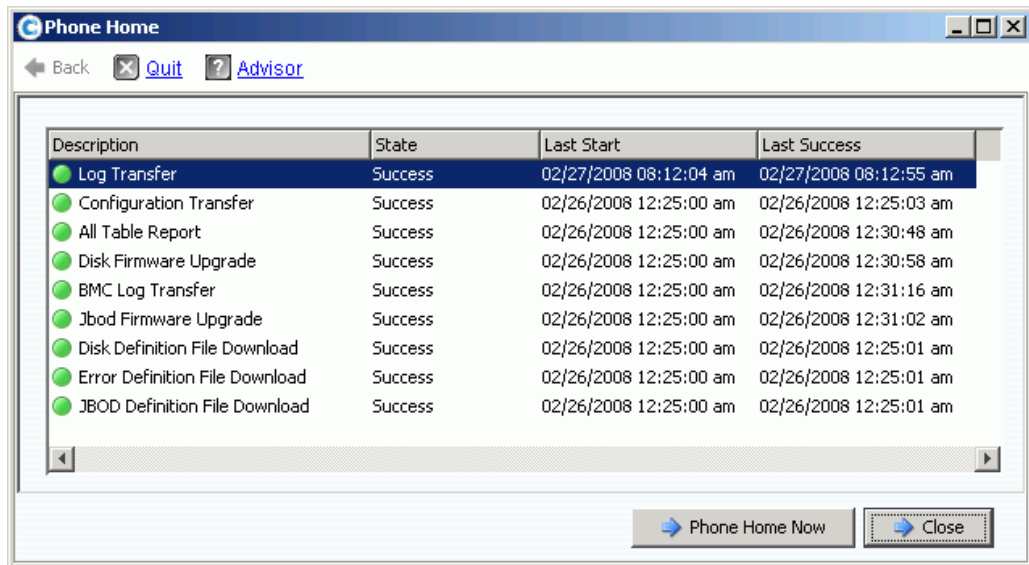 Phone Home
Back Quit Advisor
Description State Last Start Last Success
Log Transfer Success 02/27/2008 08:12:04 am 02/27/2008 08:12:55 am
Configuration Transfer Success 02/26/2008 12:25:00 am 02/26/2008 12:25:03 am
All Table Report Success 02/26/2008 12:25:00 am 02/26/2008 12:30:48 am
Disk Firmware Upgrade Success 02/26/2008 12:25:00 am 02/26/2008 12:30:58 am
BMC Log Transfer Success 02/26/2008 12:25:00 am 02/26/2008 12:31:16 am
Jbod Firmware Upgrade Success 02/26/2008 12:25:00 am 02/26/2008 12:31:02 am
Disk Definition File Download Success 02/26/2008 12:25:00 am 02/26/2008 12:25:01 am
Error Definition File Download Success 02/26/2008 12:25:00 am 02/26/2008 12:25:01 am
JBOD Definition File Download Success 02/26/2008 12:25:00 am 02/26/2008 12:25:01 am
Phone Home Now Close